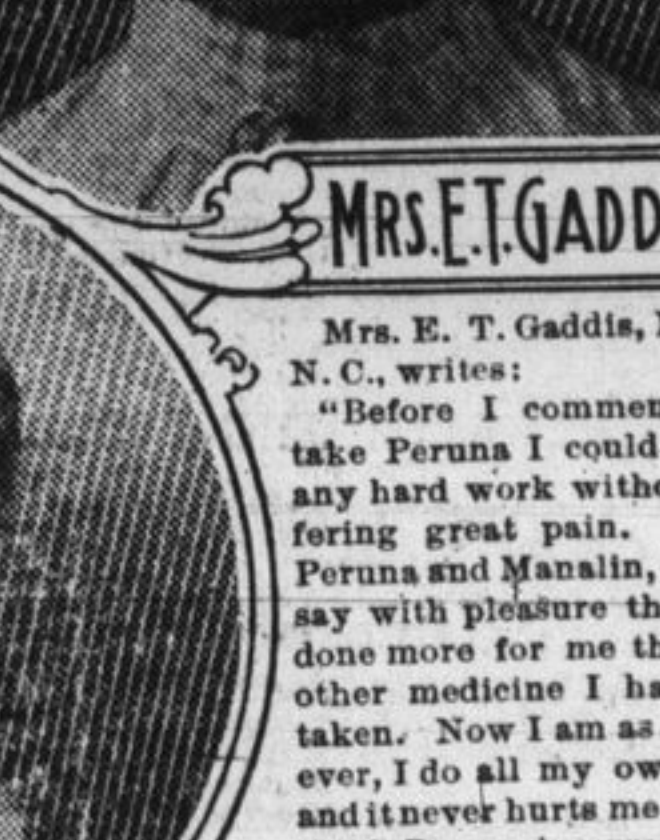 MRS. E. T. GADD
Mrs. E. T. Gaddis,
N. C., writes:
"Before I commen
take Peruna I could
any hard work witho
fering great pain.
Peruna and Manalin,
say with pleasure th
done more for me th
other medicine I ha
taken. Now I am as
ever, I do all my ow
and it never hurts me